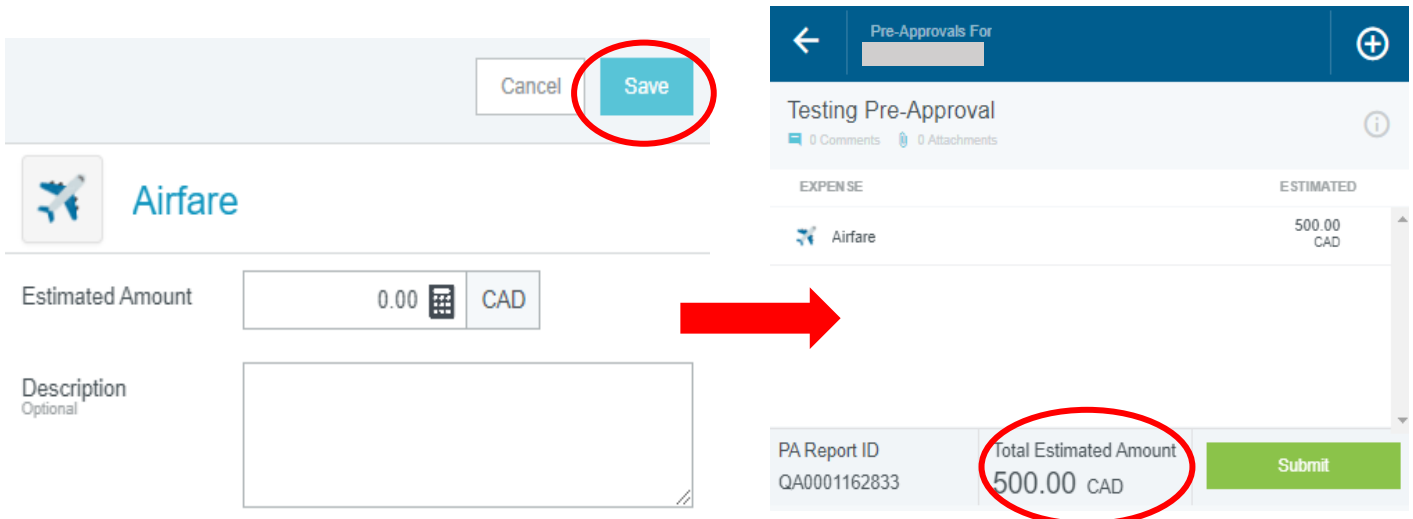 Cancel Save
Airfare
Estimated Amount 0.00 CAD
Description
Optional
Pre-Approvals For
Testing Pre-Approval
0 Comments 0 Attachments
EXPENSE ESTIMATED
Airfare 500.00
CAD
PA Report ID Total Estimated Amount
QA0001162833 500.00 CAD
Submit